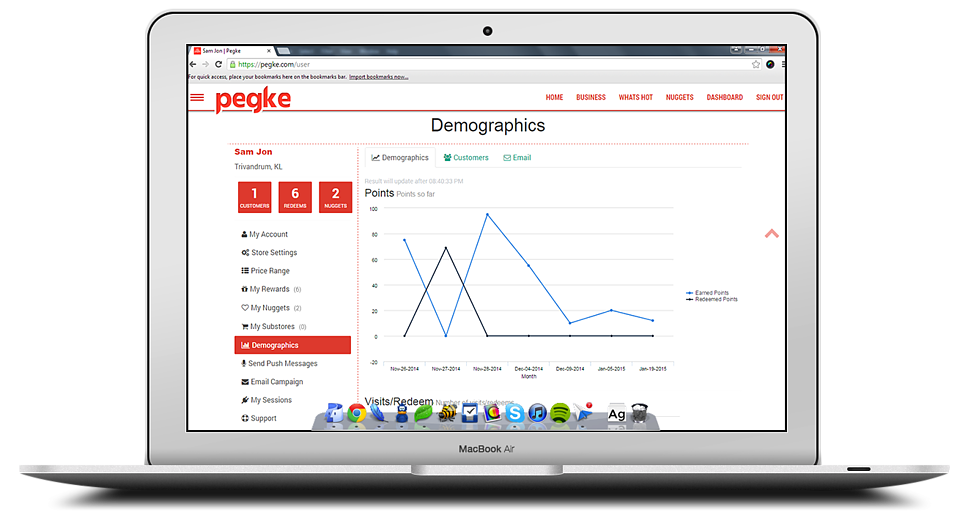 Sam Jon | Pegke
https://pegke.com/user
For quick access, place your bookmarks here on the bookmarks bar. Import bookmarks now...
pegke
HOME BUSINESS WHATS HOT NUGGETS DASHBOARD SIGN OUT
Demographics
Sam Jon
Trivandrum, KL
1 CUSTOMERS
6 REDEEMS
2 NUGGETS
My Account
Store Settings
Price Range
My Rewards (6)
My Nuggets (2)
My Substores (0)
Demographics
Send Push Messages
Email Campaign
My Sessions
Support
Demographics Customers Email
Result will update after 08:40:33 PM
Points Points so far
100
80
60
40
20
0
-20
Nov-26-2014 Nov-27-2014 Nov-28-2014 Dec-04-2014 Dec-09-2014 Jan-05-2015 Jan-19-2015
Month
Earned Points
Redeemed Points
Visits/Redeem Number of visits/redeems
Ag
MacBook Air